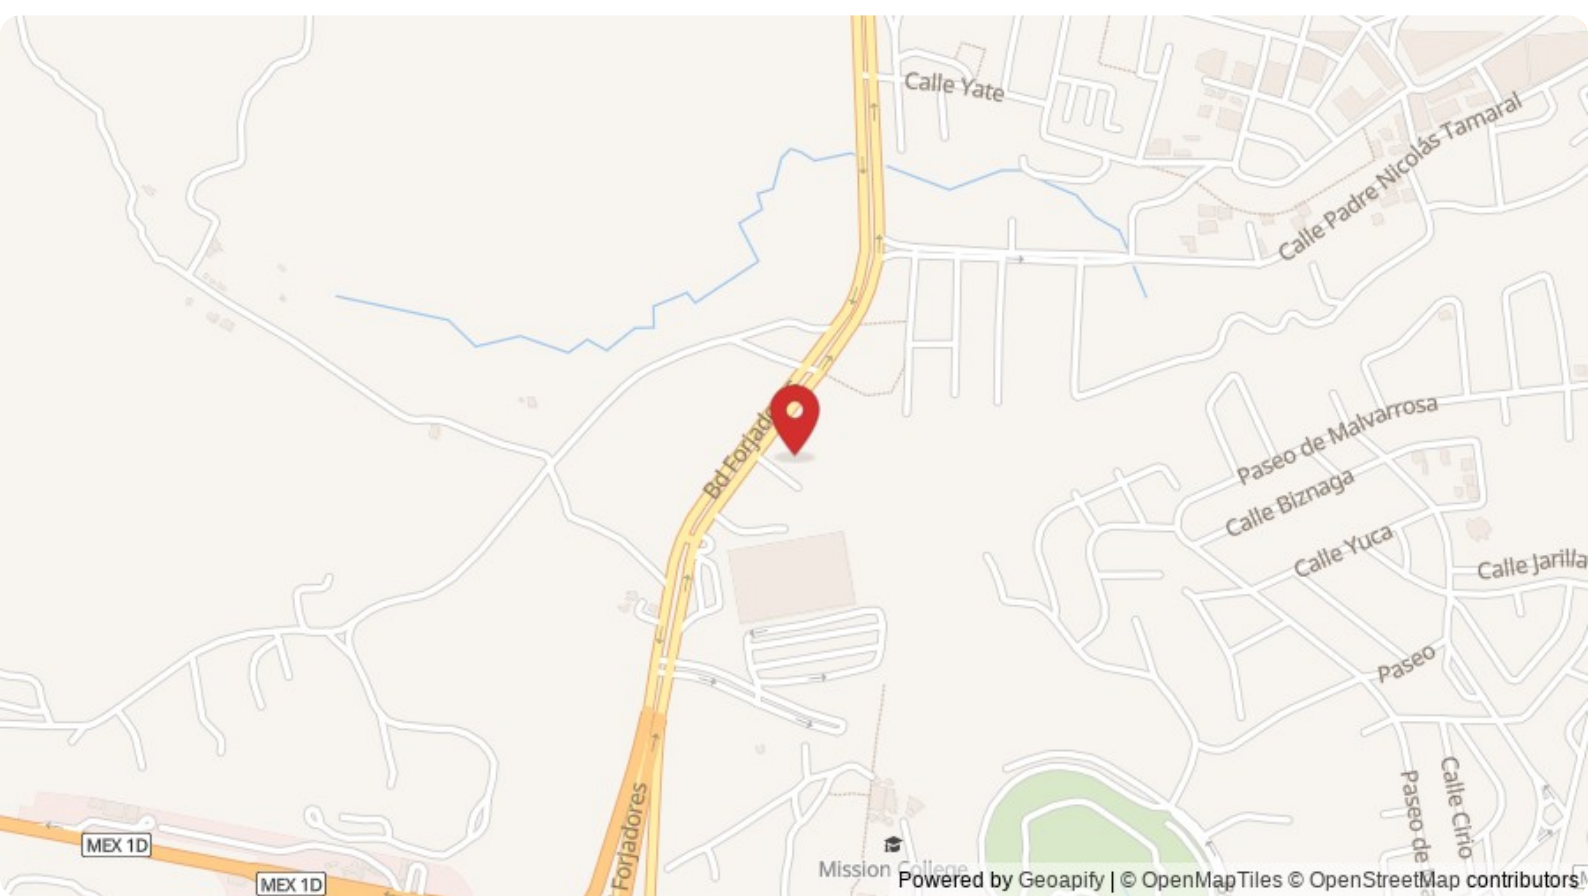 Calle Yate
Calle Padre Nicolás Tamaral
Bd Forjado
Paseo de Malvarrosa
Calle Biznaga
Calle Yuca
Calle Jarilla
Paseo
Calle Cirio
Paseo de
Forjadores
MEX 1D
MEX 1D
Mission College
Powered by Geoapify | © OpenMapTiles © OpenStreetMap contributors